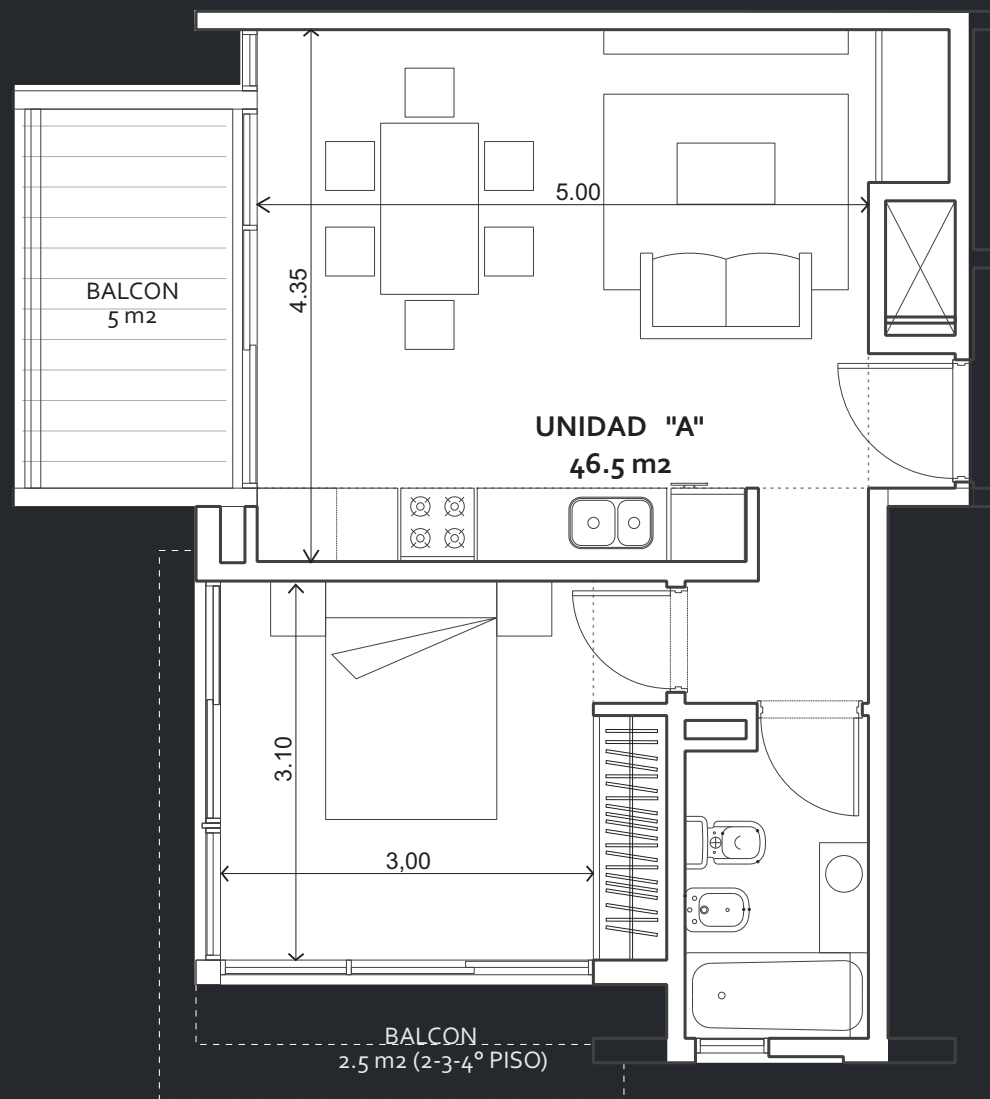 5.00
4.35
BALCON
5 m2
UNIDAD "A"
46.5 m2
3.10
3,00
BALCON
2.5 m2 (2-3-4° PISO)